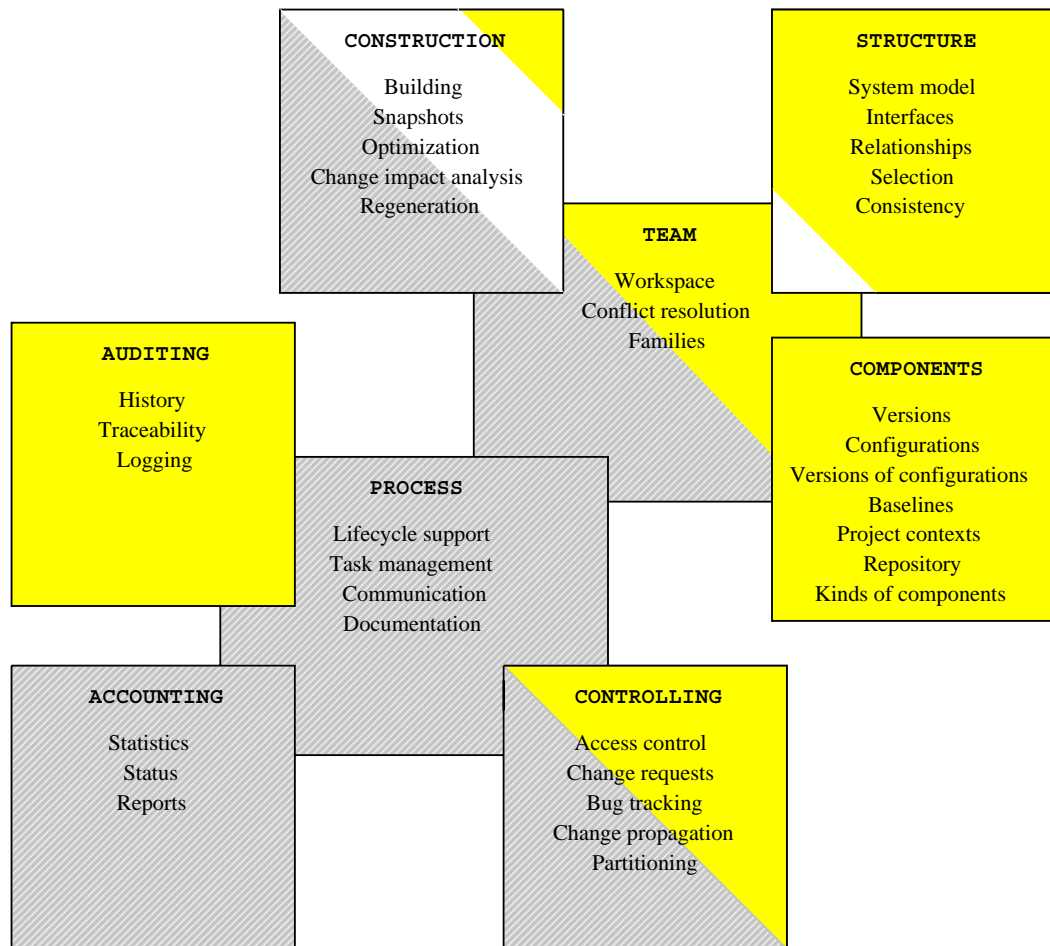 CONSTRUCTION
Building
Snapshots
Optimization
Change impact analysis
Regeneration
STRUCTURE
System model
Interfaces
Relationships
Selection
Consistency
TEAM
Workspace
Conflict resolution
Families
AUDITING
History
Traceability
Logging
COMPONENTS
Versions
Configurations
Versions of configurations
Baselines
Project contexts
Repository
Kinds of components
PROCESS
Lifecycle support
Task management
Communication
Documentation
ACCOUNTING
Statistics
Status
Reports
CONTROLLING
Access control
Change requests
Bug tracking
Change propagation
Partitioning